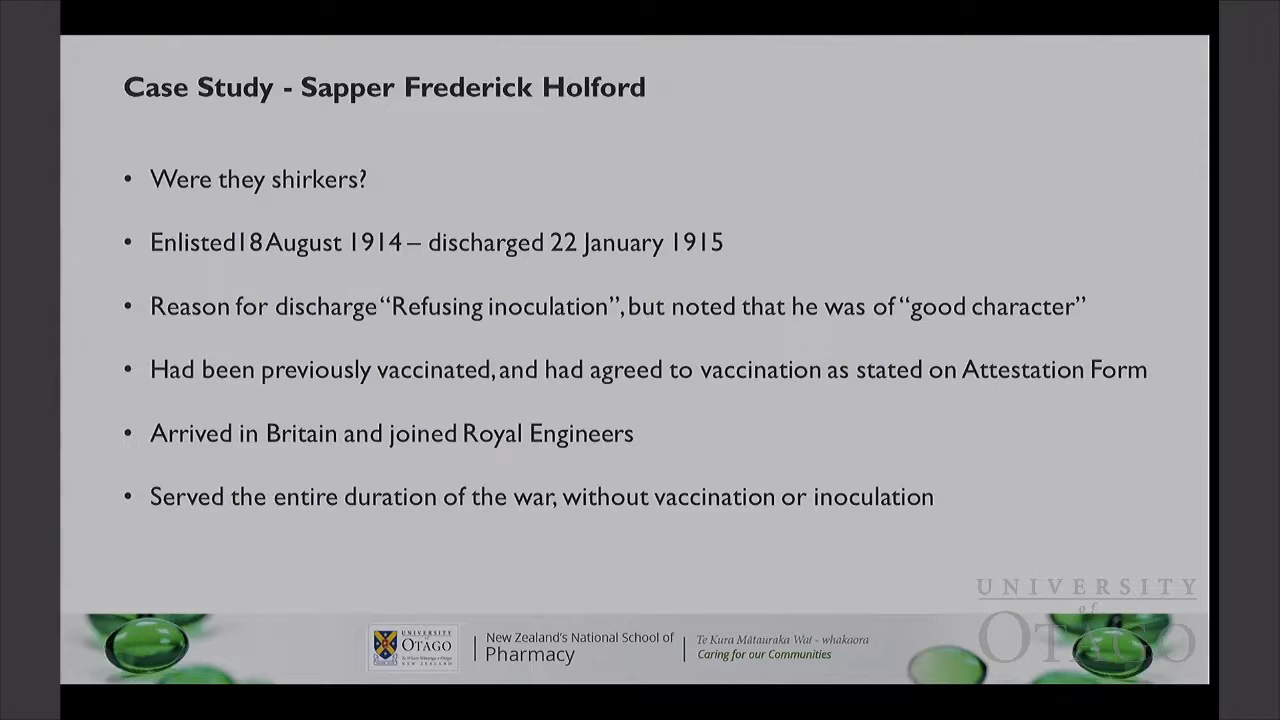 Case Study - Sapper Frederick Holford
• Were they shirkers?
• Enlisted18 August 1914 – discharged 22 January 1915
• Reason for discharge “Refusing inoculation”, but noted that he was of “good character”
• Had been previously vaccinated, and had agreed to vaccination as stated on Attestation Form
• Arrived in Britain and joined Royal Engineers
• Served the entire duration of the war, without vaccination or inoculation
UNIVERSITY
of
OTAGO
UNIVERSITY
of
OTAGO
NEW ZEALAND
New Zealand's National School of
Pharmacy
Te Kura Mātauraka Wai - whakaora
Caring for our Communities